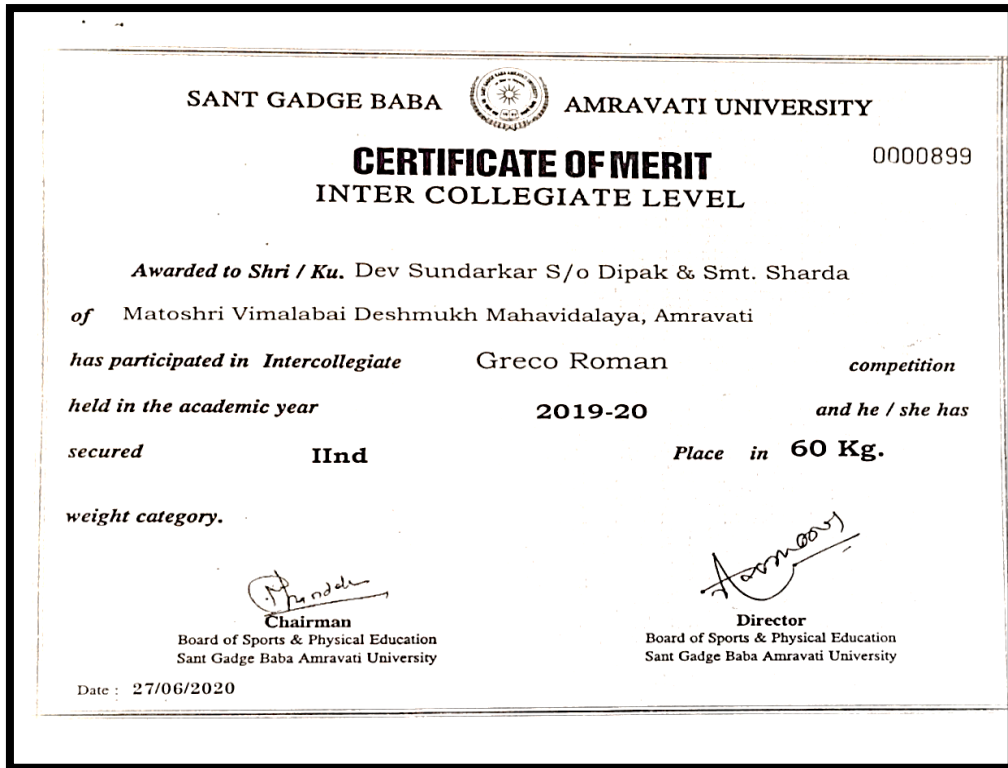 SANT GADGE BABA AMRAVATI UNIVERSITY
CERTIFICATE OF MERIT
0000899
INTER COLLEGIATE LEVEL
Awarded to Shri / Ku. Dev Sundarkar S/o Dipak & Smt. Sharda
of Matoshri Vimalabai Deshmukh Mahavidalaya, Amravati
has participated in Intercollegiate Greco Roman competition
held in the academic year 2019-20 and he / she has
secured IInd Place in 60 Kg.
weight category.
Chairman
Board of Sports & Physical Education
Sant Gadge Baba Amravati University
Director
Board of Sports & Physical Education
Sant Gadge Baba Amravati University
Date : 27/06/2020